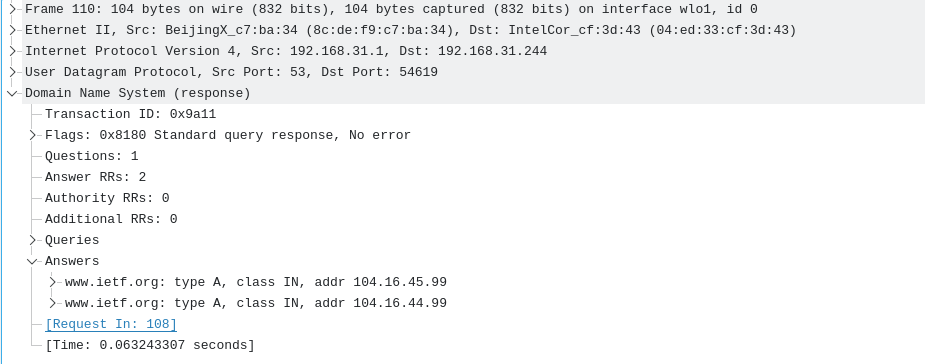 Frame 110: 104 bytes on wire (832 bits), 104 bytes captured (832 bits) on interface wlo1, id 0
Ethernet II, Src: BeijingX_c7:ba:34 (8c:de:f9:c7:ba:34), Dst: IntelCor_cf:3d:43 (04:ed:33:cf:3d:43)
Internet Protocol Version 4, Src: 192.168.31.1, Dst: 192.168.31.244
User Datagram Protocol, Src Port: 53, Dst Port: 54619
Domain Name System (response)
Transaction ID: 0x9a11
Flags: 0x8180 Standard query response, No error
Questions: 1
Answer RRs: 2
Authority RRs: 0
Additional RRs: 0
Queries
Answers
www.ietf.org: type A, class IN, addr 104.16.45.99
www.ietf.org: type A, class IN, addr 104.16.44.99
[Request In: 108]
[Time: 0.063243307 seconds]